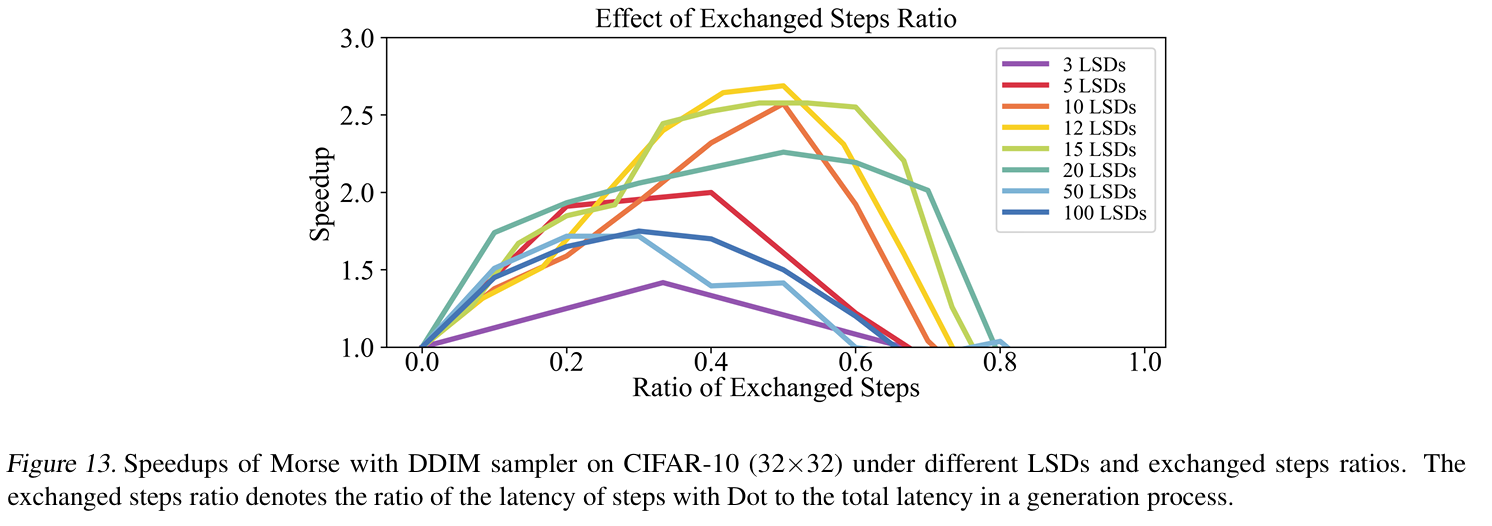 Effect of Exchanged Steps Ratio
3.0
2.5
2.0
1.5
1.0
Speedup
0.0 0.2 0.4 0.6 0.8 1.0
Ratio of Exchanged Steps
3 LSDs
5 LSDs
10 LSDs
12 LSDs
15 LSDs
20 LSDs
50 LSDs
100 LSDs
Figure 13. Speedups of Morse with DDIM sampler on CIFAR-10 (32×32) under different LSDs and exchanged steps ratios. The
exchanged steps ratio denotes the ratio of the latency of steps with Dot to the total latency in a generation process.